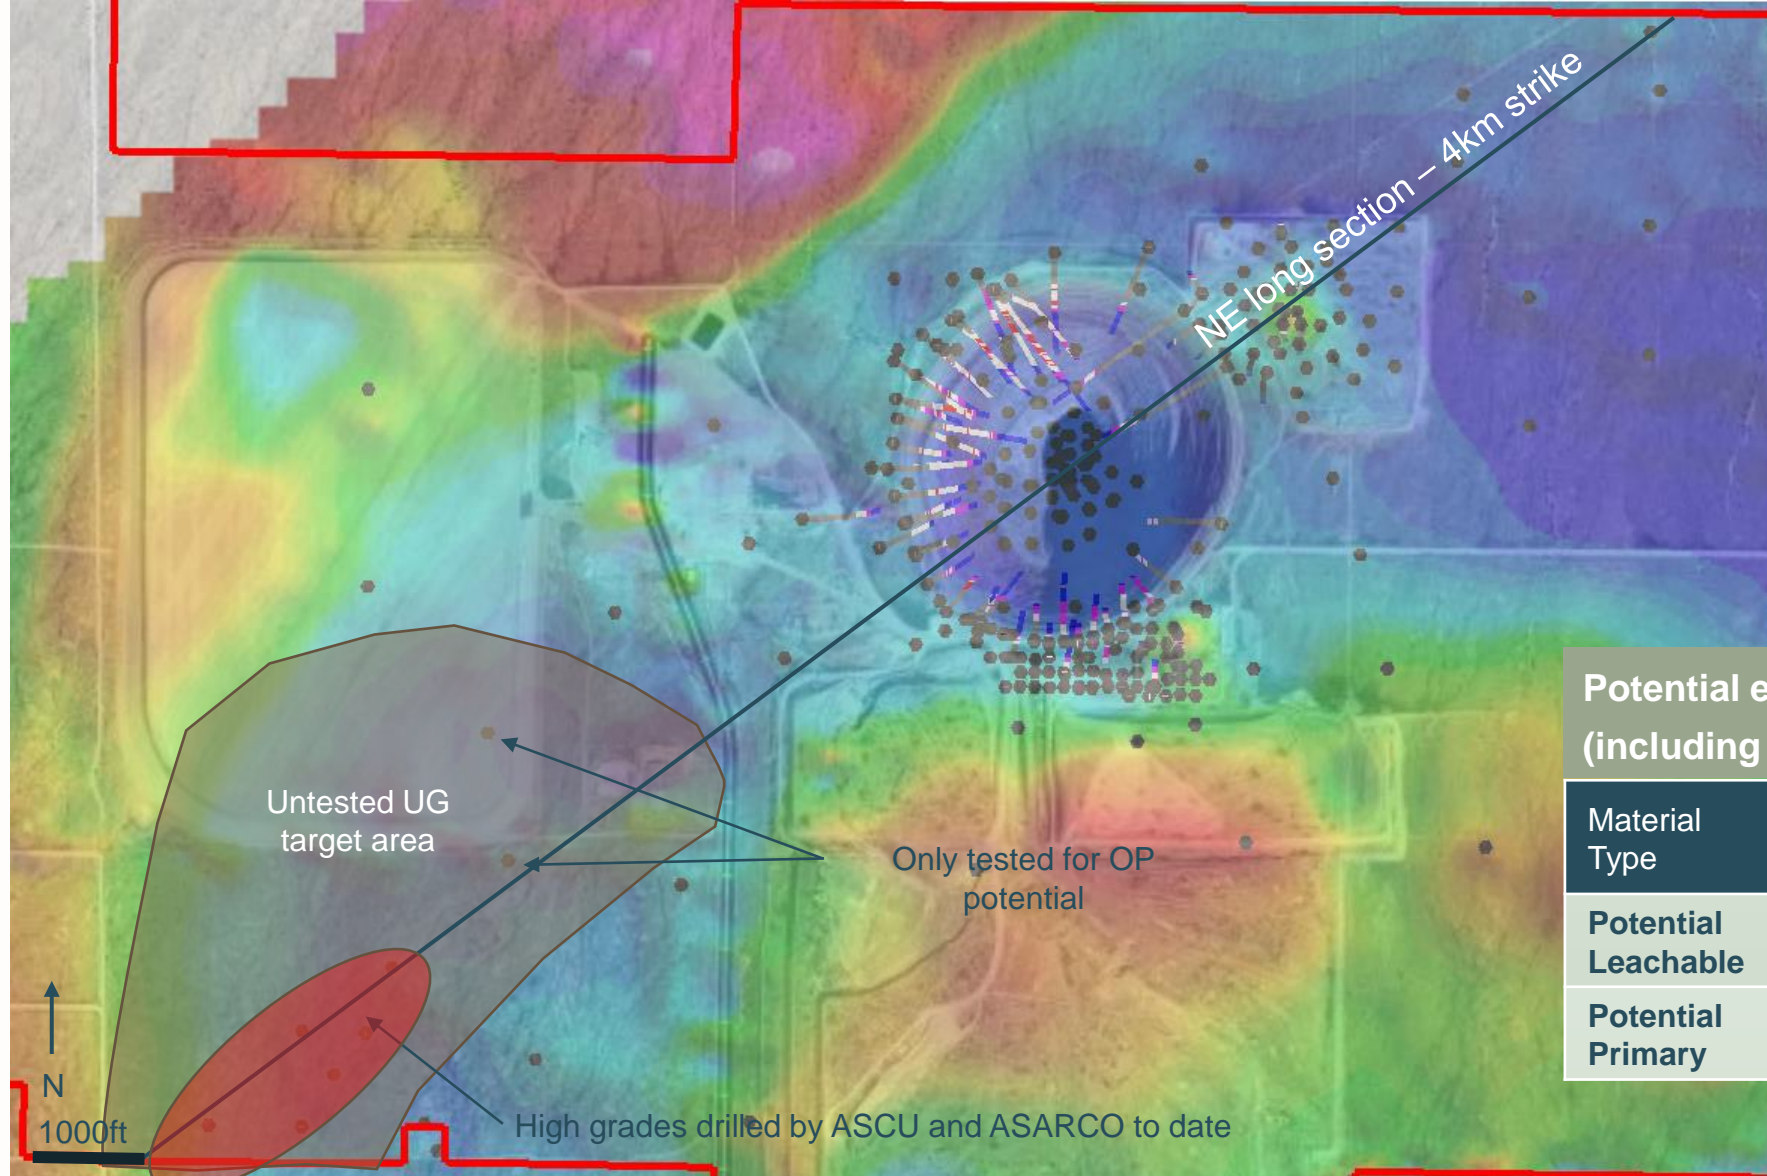 NE long section – 4km strike
Potential e
(including
Material
Type
Untested UG
target area
Only tested for OP
potential
Potential
Leachable
Potential
Primary
N
1000ft
High grades drilled by ASCU and ASARCO to date